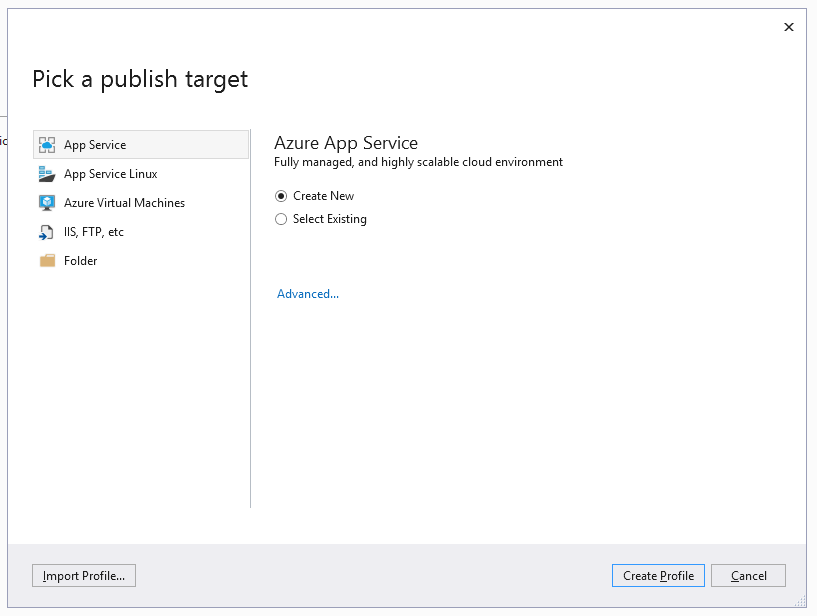 Pick a publish target
App Service
App Service Linux
Azure Virtual Machines
IIS, FTP, etc
Folder
Azure App Service
Fully managed, and highly scalable cloud environment
Create New
Select Existing
Advanced...
Import Profile...
Create Profile
Cancel